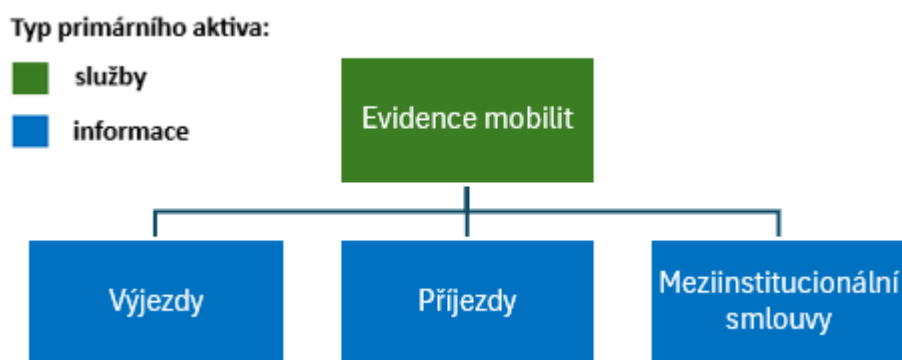 Typ primárního aktiva:
služby
informace
Evidence mobilit
Výjezdy
Příjezdy
Meziinstitucionální
smlouvy